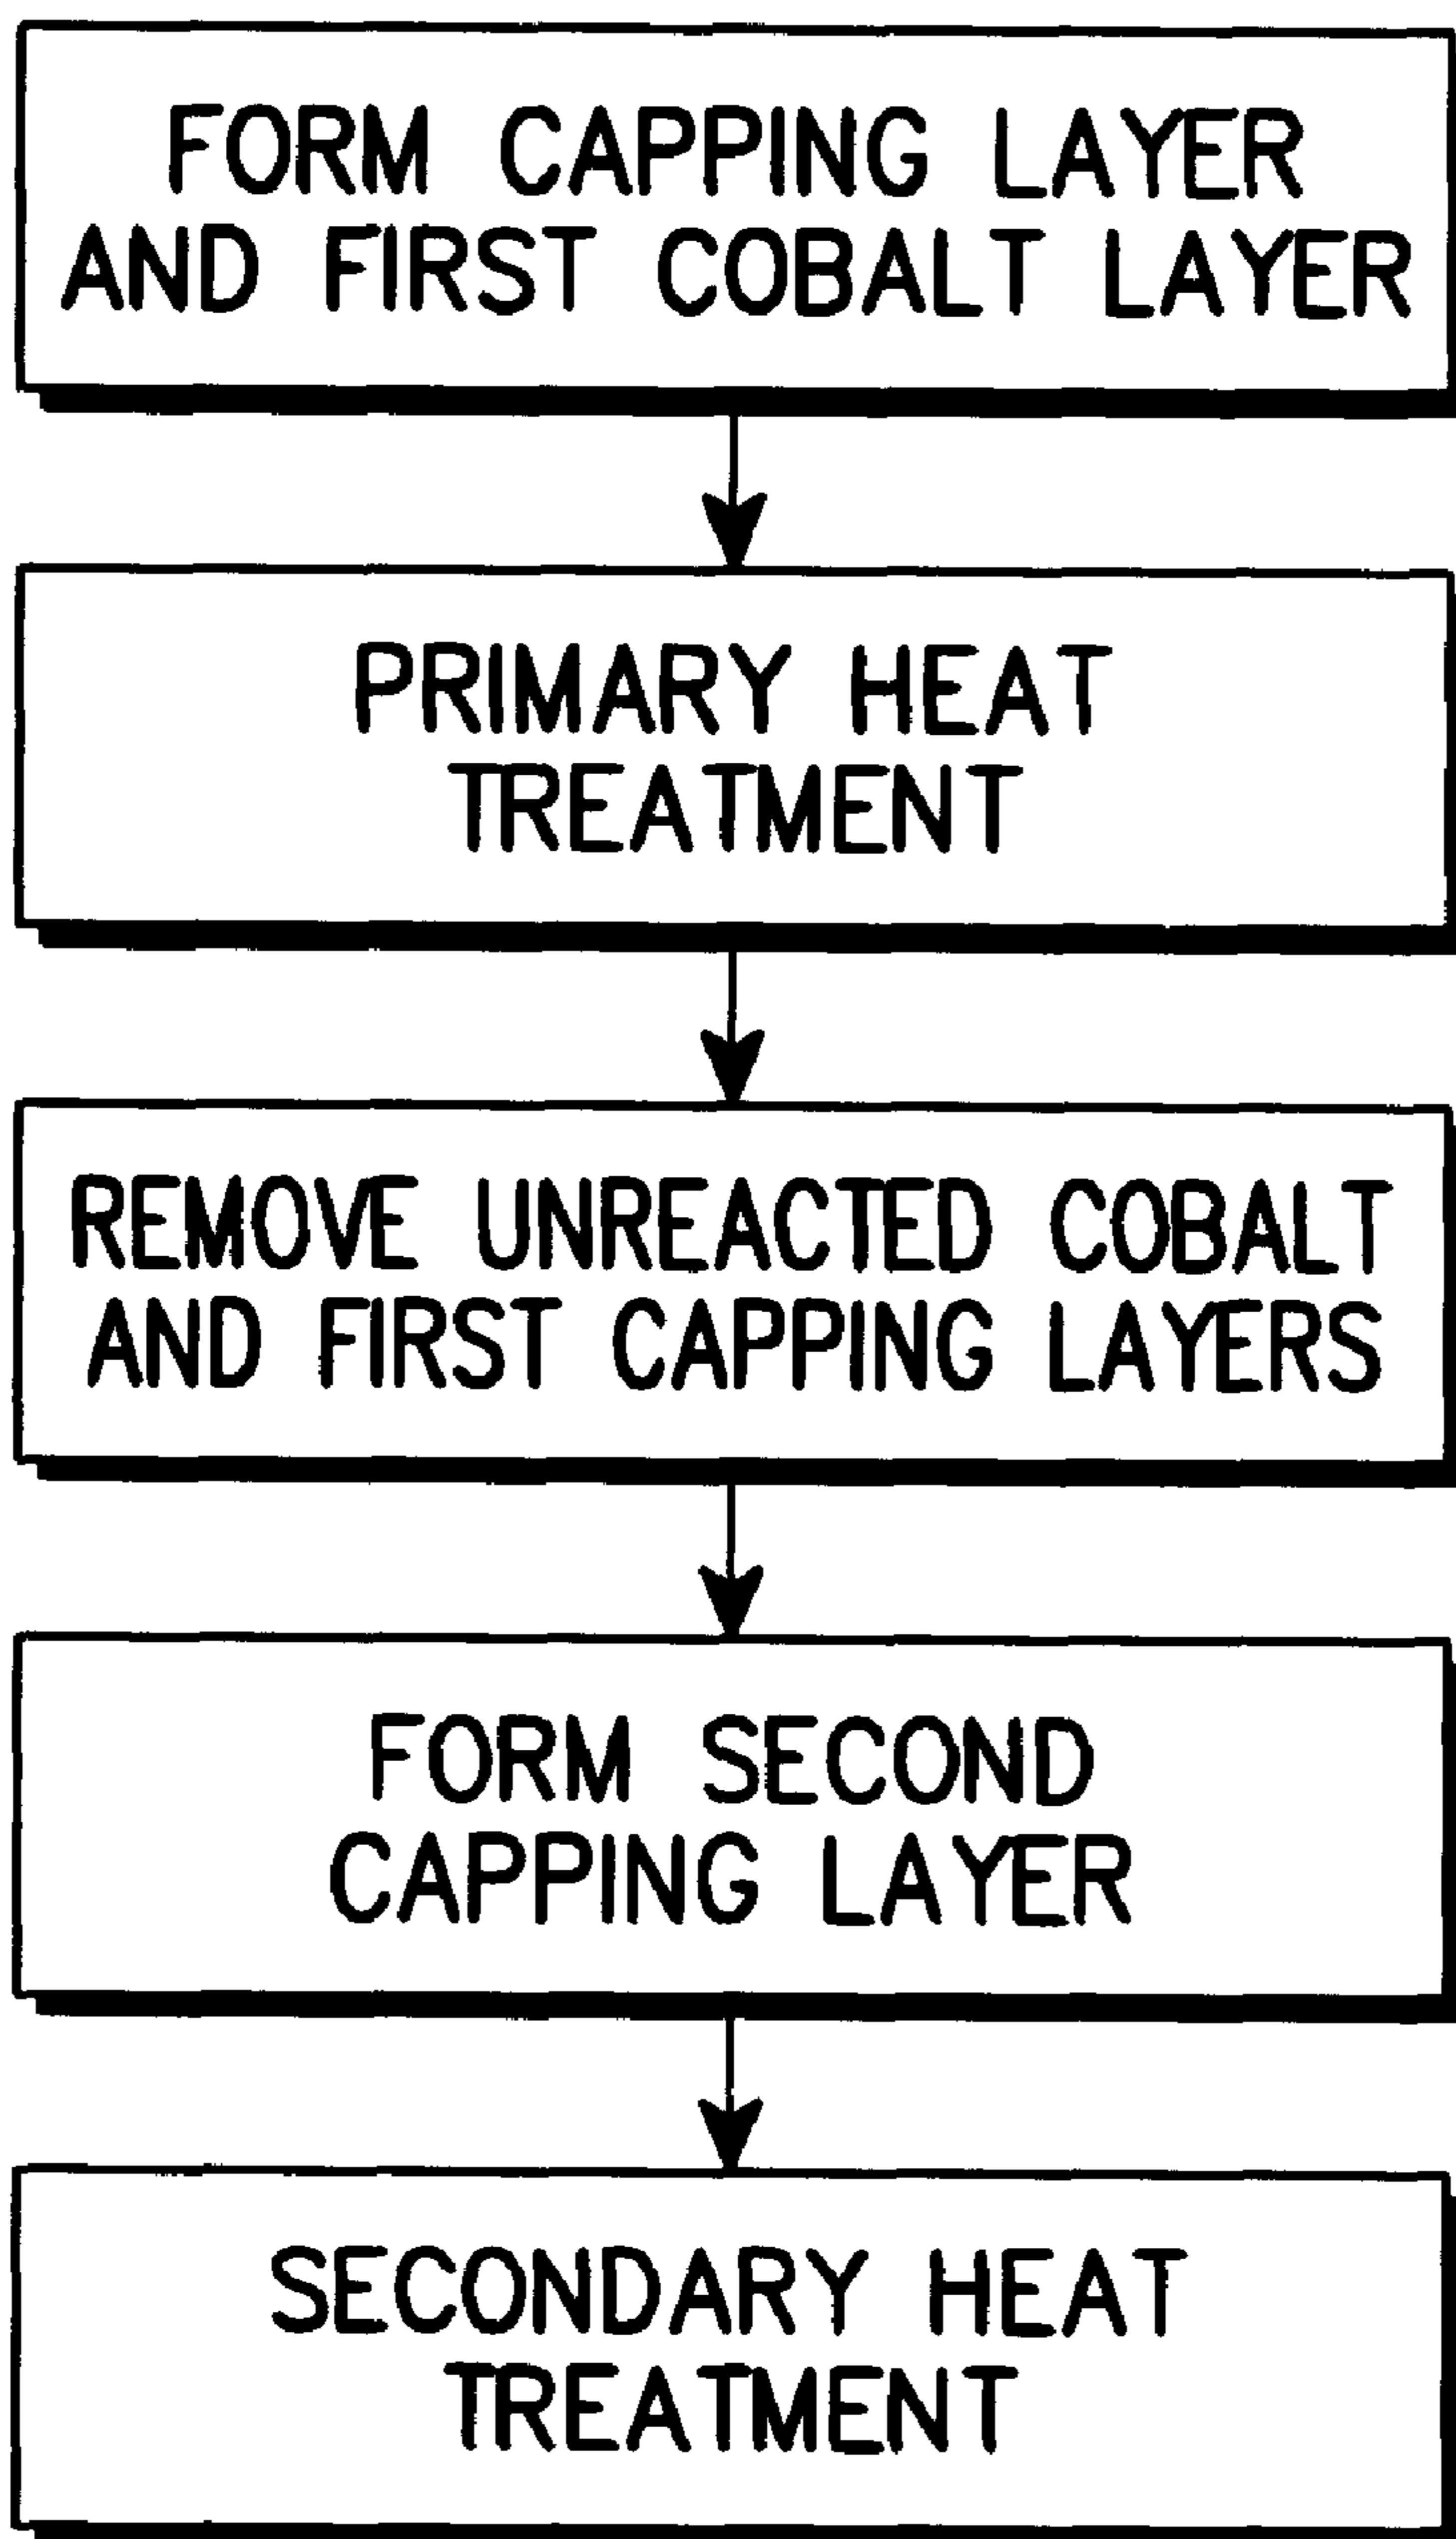 FORM CAPPING LAYER
AND FIRST COBALT LAYER
PRIMARY HEAT
TREATMENT
REMOVE UNREACTED COBALT
AND FIRST CAPPING LAYERS
FORM SECOND
CAPPING LAYER
SECONDARY HEAT
TREATMENT